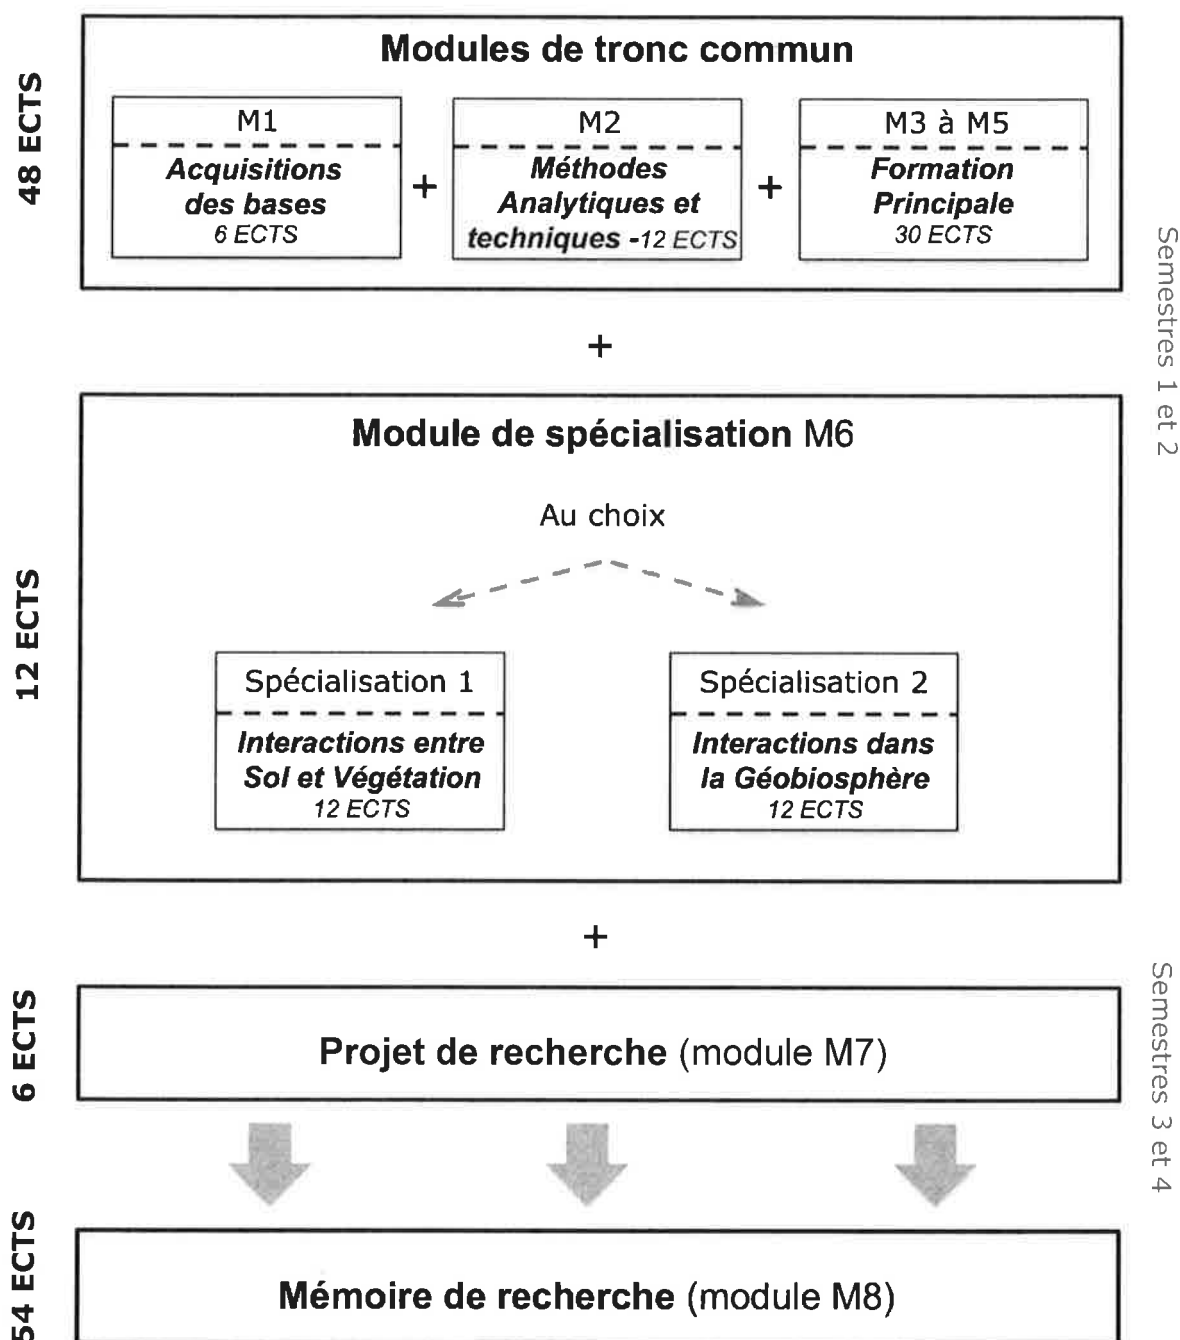 Modules de tronc commun
48 ECTS
M1
Acquisitions
des bases
6 ECTS
+
M2
Méthodes
Analytiques et
techniques -12 ECTS
+
M3 à M5
Formation
Principale
30 ECTS
Semestres 1 et 2
+
12 ECTS
Module de spécialisation M6
Au choix
Spécialisation 1
Interactions entre
Sol et Végétation
12 ECTS
Spécialisation 2
Interactions dans
la Géobiosphère
12 ECTS
+
6 ECTS
Projet de recherche (module M7)
Semestres 3 et 4
54 ECTS
Mémoire de recherche (module M8)